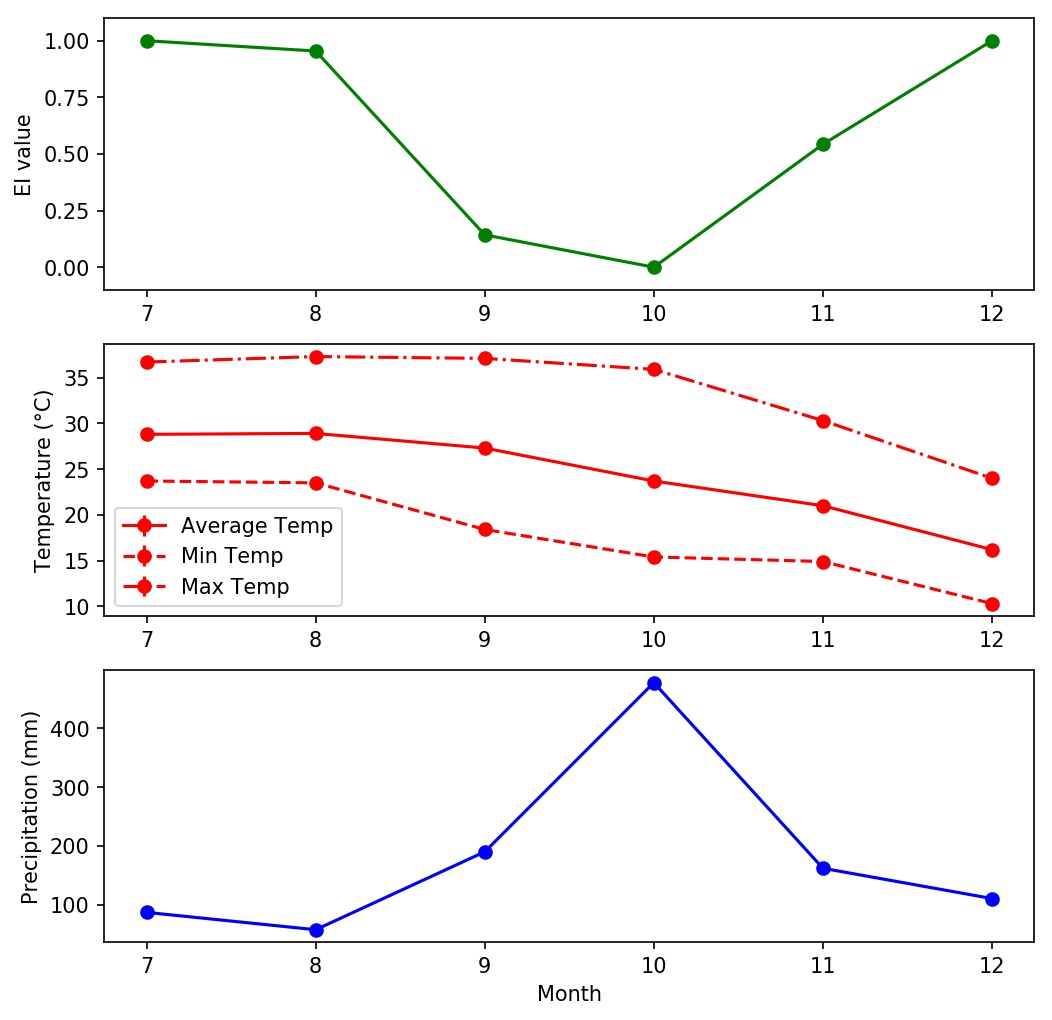 1.00
0.75
0.50
0.25
0.00
EI value
7 8 9 10 11 12
35
30
25
20
15
10
Temperature (°C)
Average Temp
Min Temp
Max Temp
7 8 9 10 11 12
400
300
200
100
Precipitation (mm)
7 8 9 10 11 12
Month